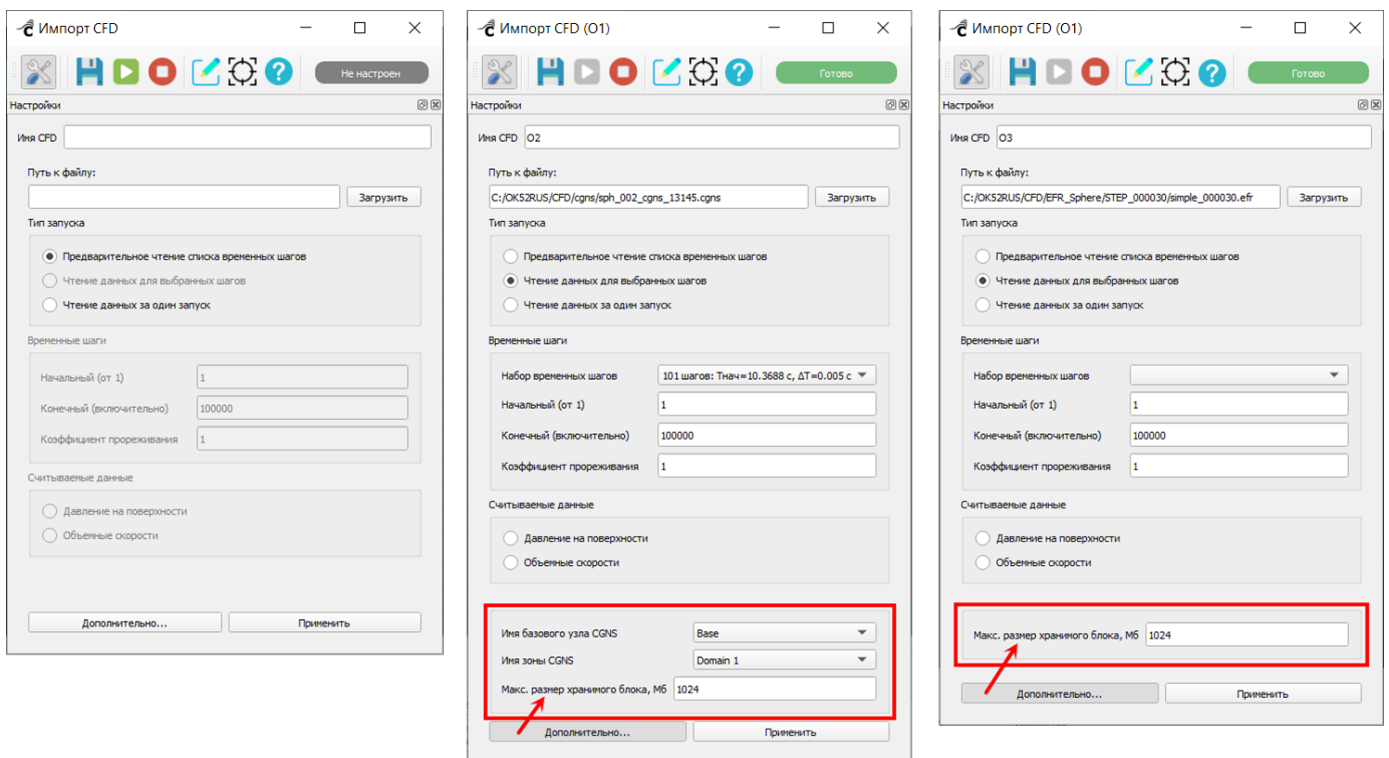 Импорт CFD
Не настроен
Настройки
Имя CFD
Путь к файлу:
Загрузить
Тип запуска
Предварительное чтение списка временных шагов
Чтение данных для выбранных шагов
Чтение данных за один запуск
Временные шаги
Начальный (от 1) 1
Конечный (включительно) 100000
Коэффициент прореживания 1
Считываемые данные
Давление на поверхности
Объемные скорости
Дополнительно... Применить
Импорт CFD (O1)
Готово
Настройки
Имя CFD O2
Путь к файлу:
C:/OK52RUS/CFD/cgns/sph_002_cgns_13145.cgns Загрузить
Тип запуска
Предварительное чтение списка временных шагов
Чтение данных для выбранных шагов
Чтение данных за один запуск
Временные шаги
Набор временных шагов 101 шагов: Тнач=10.3688 с, ΔT=0.005 с
Начальный (от 1) 1
Конечный (включительно) 100000
Коэффициент прореживания 1
Считываемые данные
Давление на поверхности
Объемные скорости
Имя базового узла CGNS Base
Имя зоны CGNS Domain 1
Макс. размер хранимого блока, Мб 1024
Дополнительно... Применить
Импорт CFD (O1)
Готово
Настройки
Имя CFD O3
Путь к файлу:
C:/OK52RUS/CFD/EFR_Sphere/STEP_000030/simple_000030.efr Загрузить
Тип запуска
Предварительное чтение списка временных шагов
Чтение данных для выбранных шагов
Чтение данных за один запуск
Временные шаги
Набор временных шагов
Начальный (от 1) 1
Конечный (включительно) 100000
Коэффициент прореживания 1
Считываемые данные
Давление на поверхности
Объемные скорости
Макс. размер хранимого блока, Мб 1024
Дополнительно... Применить